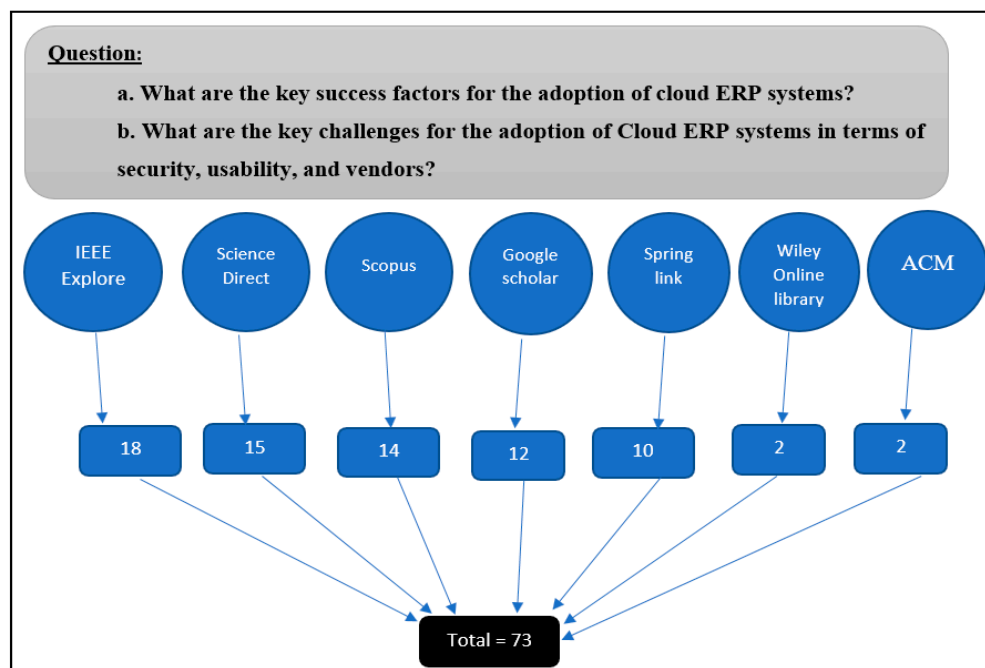 Question:
a. What are the key success factors for the adoption of cloud ERP systems?
b. What are the key challenges for the adoption of Cloud ERP systems in terms of
security, usability, and vendors?
IEEE
Explore
Science
Direct
Scopus
Google
scholar
Spring
link
Wiley
Online
library
ACM
18
15
14
12
10
2
2
Total = 73